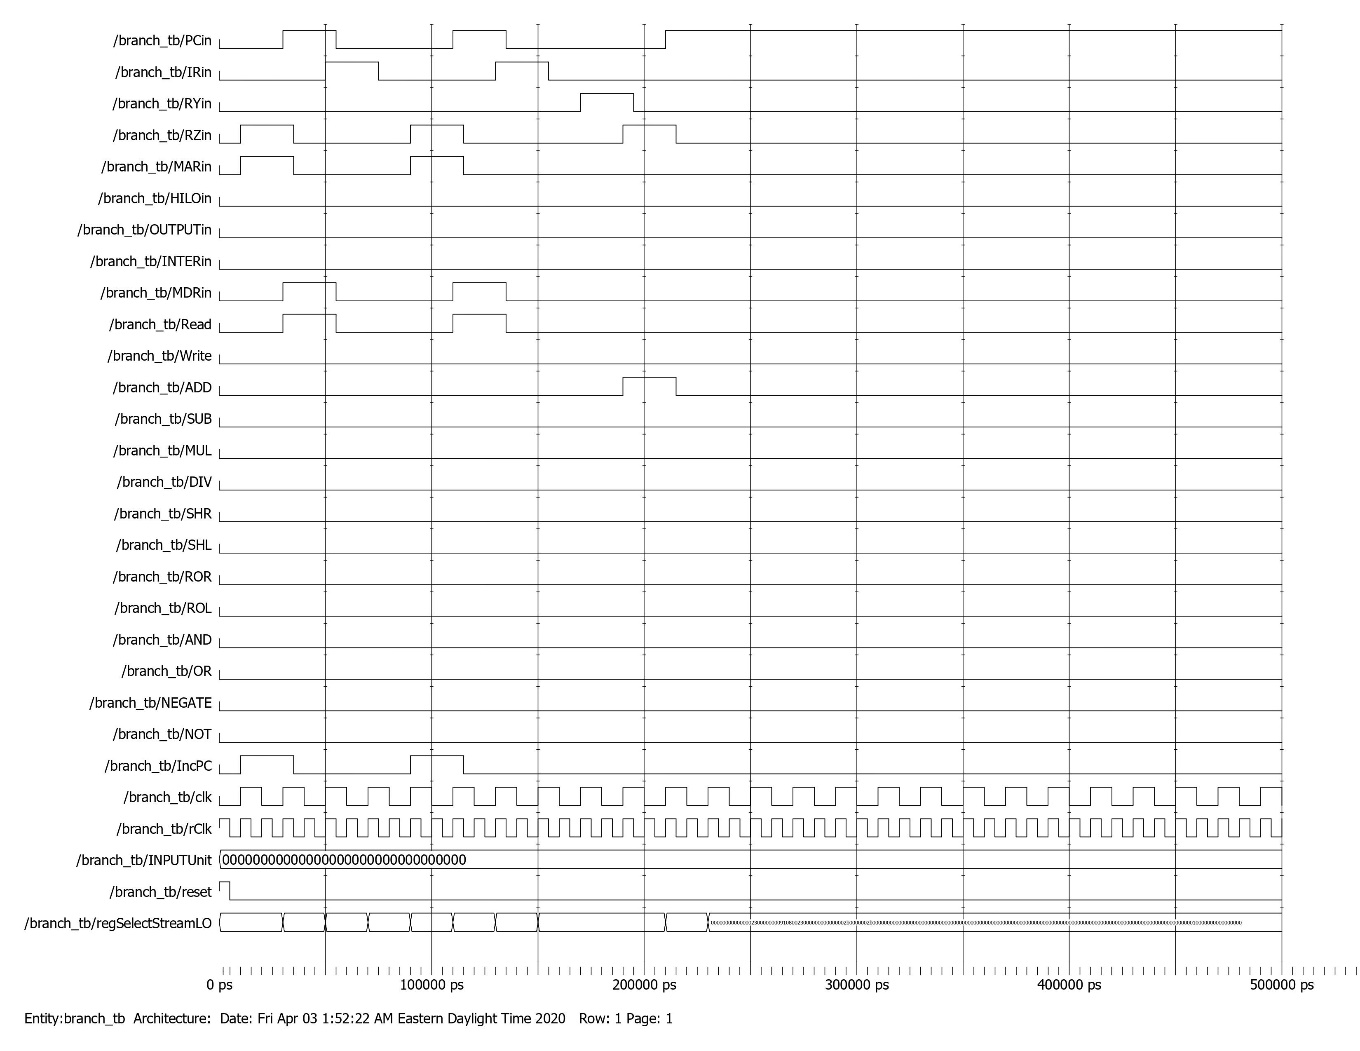 /branch_tb/PCin
/branch_tb/IRin
/branch_tb/RYin
/branch_tb/RZin
/branch_tb/MARin
/branch_tb/HILOin
/branch_tb/OUTPUTin
/branch_tb/INTERin
/branch_tb/MDRin
/branch_tb/Read
/branch_tb/Write
/branch_tb/ADD
/branch_tb/SUB
/branch_tb/MUL
/branch_tb/DIV
/branch_tb/SHR
/branch_tb/SHL
/branch_tb/ROR
/branch_tb/ROL
/branch_tb/AND
/branch_tb/OR
/branch_tb/NEGATE
/branch_tb/NOT
/branch_tb/IncPC
/branch_tb/clk
/branch_tb/rClk
/branch_tb/INPUTUnit 00000000000000000000000000000000
/branch_tb/reset
/branch_tb/regSelectStreamLO
0 ps 100000 ps 200000 ps 300000 ps 400000 ps 500000 ps
Entity:branch_tb Architecture: Date: Fri Apr 03 1:52:22 AM Eastern Daylight Time 2020 Row: 1 Page: 1